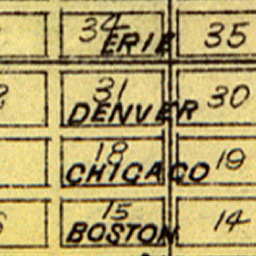 34 35
ERIE
31 30
DENVER
18 19
CHICAGO
15 14
BOSTON